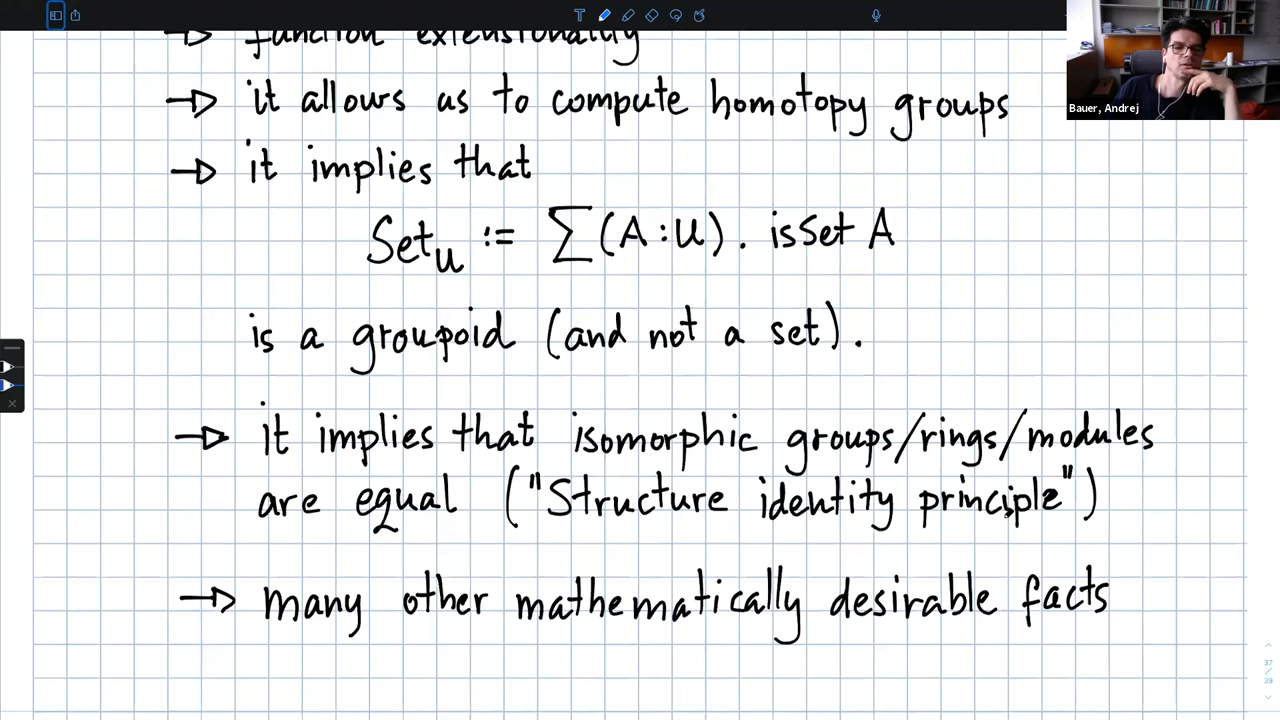 → function extensionality
→ it allows us to compute homotopy groups
Bauer, Andrej
→ it implies that
Set_U := ∑(A:U). isSet A
is a groupoid (and not a set).
→ it implies that isomorphic groups/rings/modules
are equal ("Structure identity principle")
→ many other mathematically desirable facts
37
/
39